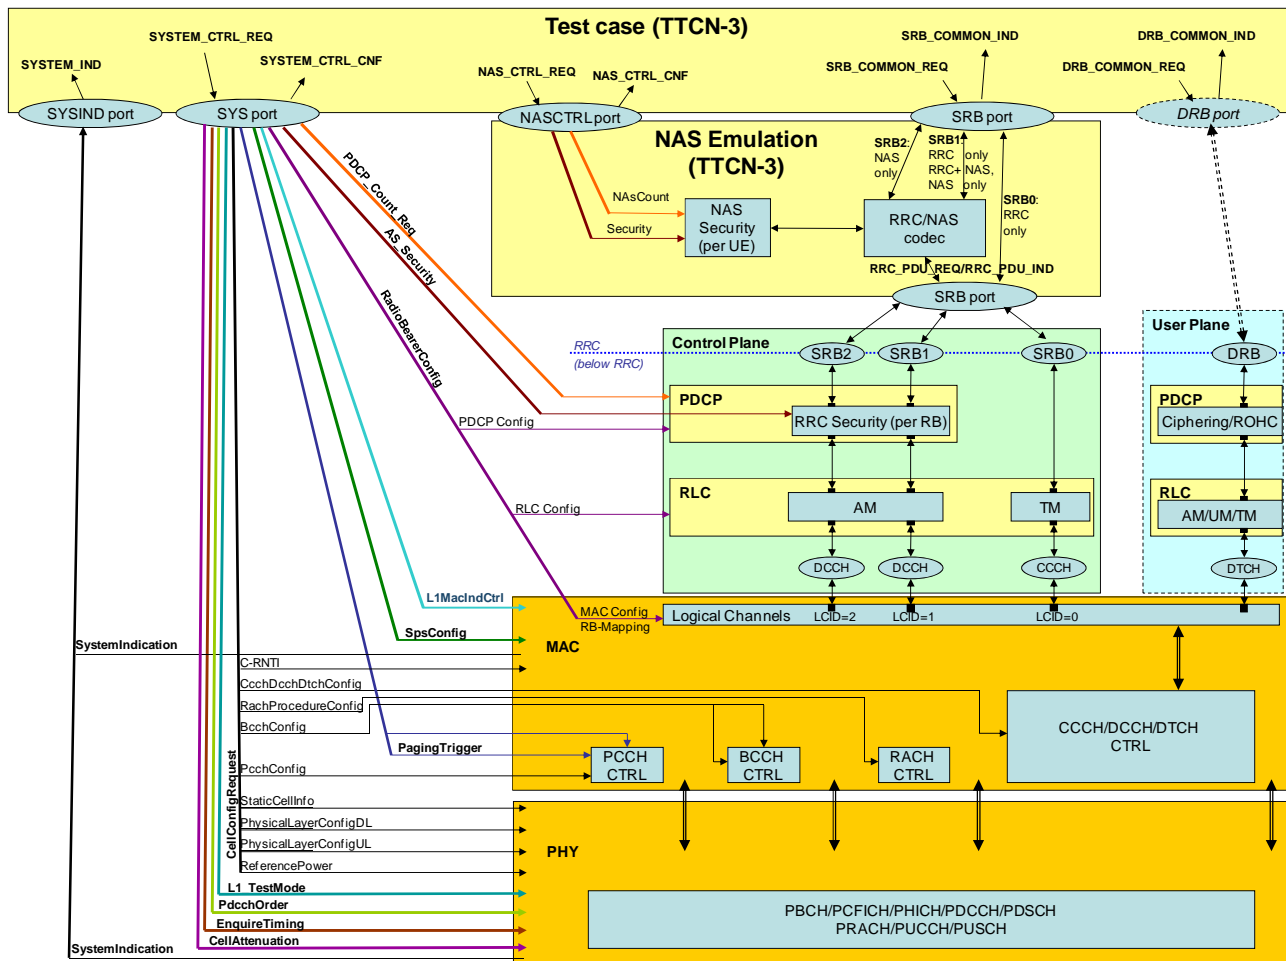 Test case (TTCN-3)
SYSTEM_CTRL_REQ
SYSTEM_IND
SYSTEM_CTRL_CNF
NAS_CTRL_REQ
NAS_CTRL_CNF
SRB_COMMON_IND
SRB_COMMON_REQ
DRB_COMMON_IND
DRB_COMMON_REQ
SYSIND port
SYS port
NASCTRL port
SRB port
DRB port
NAS Emulation
(TTCN-3)
SRB2:
NAS
only
SRB1:
RRC only
RRC+ NAS,
NAS only
SRB0:
RRC
only
PDCP_Count_Req
AS_Security
NAsCount
Security
NAS
Security
(per UE)
RRC/NAS
codec
RRC_PDU_REQ/RRC_PDU_IND
SRB port
RadioBearerConfig
RRC
(below RRC)
Control Plane
SRB2
SRB1
SRB0
User Plane
DRB
PDCP
RRC Security (per RB)
PDCP Config
PDCP
Ciphering/ROHC
RLC
AM
TM
RLC Config
RLC
AM/UM/TM
DCCH
DCCH
CCCH
DTCH
L1MacIndCtrl
MAC Config
RB-Mapping
Logical Channels
LCID=2
LCID=1
LCID=0
SpsConfig
MAC
SystemIndication
C-RNTI
CcchDcchDtchConfig
RachProcedureConfig
BcchConfig
PagingTrigger
PcchConfig
PCCH
CTRL
BCCH
CTRL
RACH
CTRL
CCCH/DCCH/DTCH
CTRL
CellConfigRequest
StaticCellInfo
PhysicalLayerConfigDL
PhysicalLayerConfigUL
ReferencePower
PHY
L1_TestMode
PdcchOrder
EnquireTiming
CellAttenuation
SystemIndication
PBCH/PCFICH/PHICH/PDCCH/PDSCH
PRACH/PUCCH/PUSCH